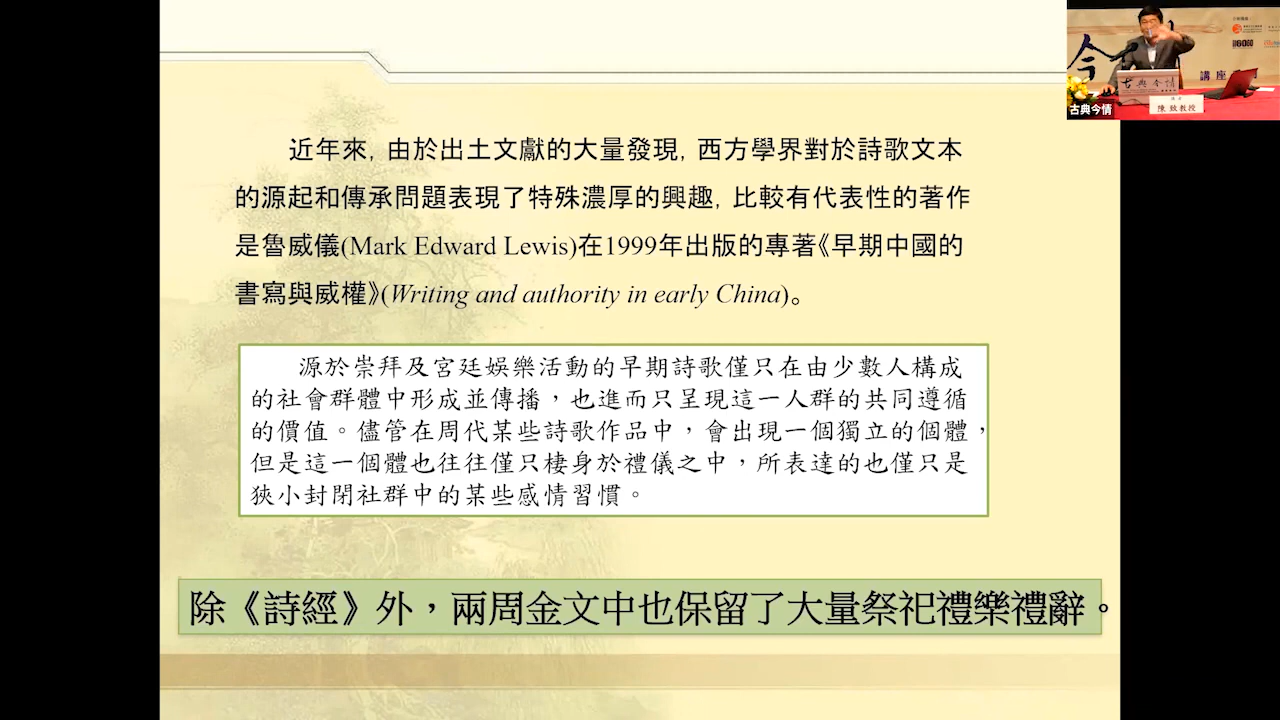 近年來，由於出土文獻的大量發現，西方學界對於詩歌文本
的源起和傳承問題表現了特殊濃厚的興趣，比較有代表性的著作
是魯威儀(Mark Edward Lewis)在1999年出版的專著《早期中國的
書寫與威權》(Writing and authority in early China)。
源於崇拜及宮廷娛樂活動的早期詩歌僅只在由少數人構成
的社會群體中形成並傳播，也進而只呈現這一人群的共同遵循
的價值。儘管在周代某些詩歌作品中，會出現一個獨立的個體，
但是這一個體也往往僅只棲身於禮儀之中，所表達的也僅只是
狹小封閉社群中的某些感情習慣。
除《詩經》外，兩周金文中也保留了大量祭祀禮樂禮辭。
今
講座
古典今情
陳致教授
古典今情